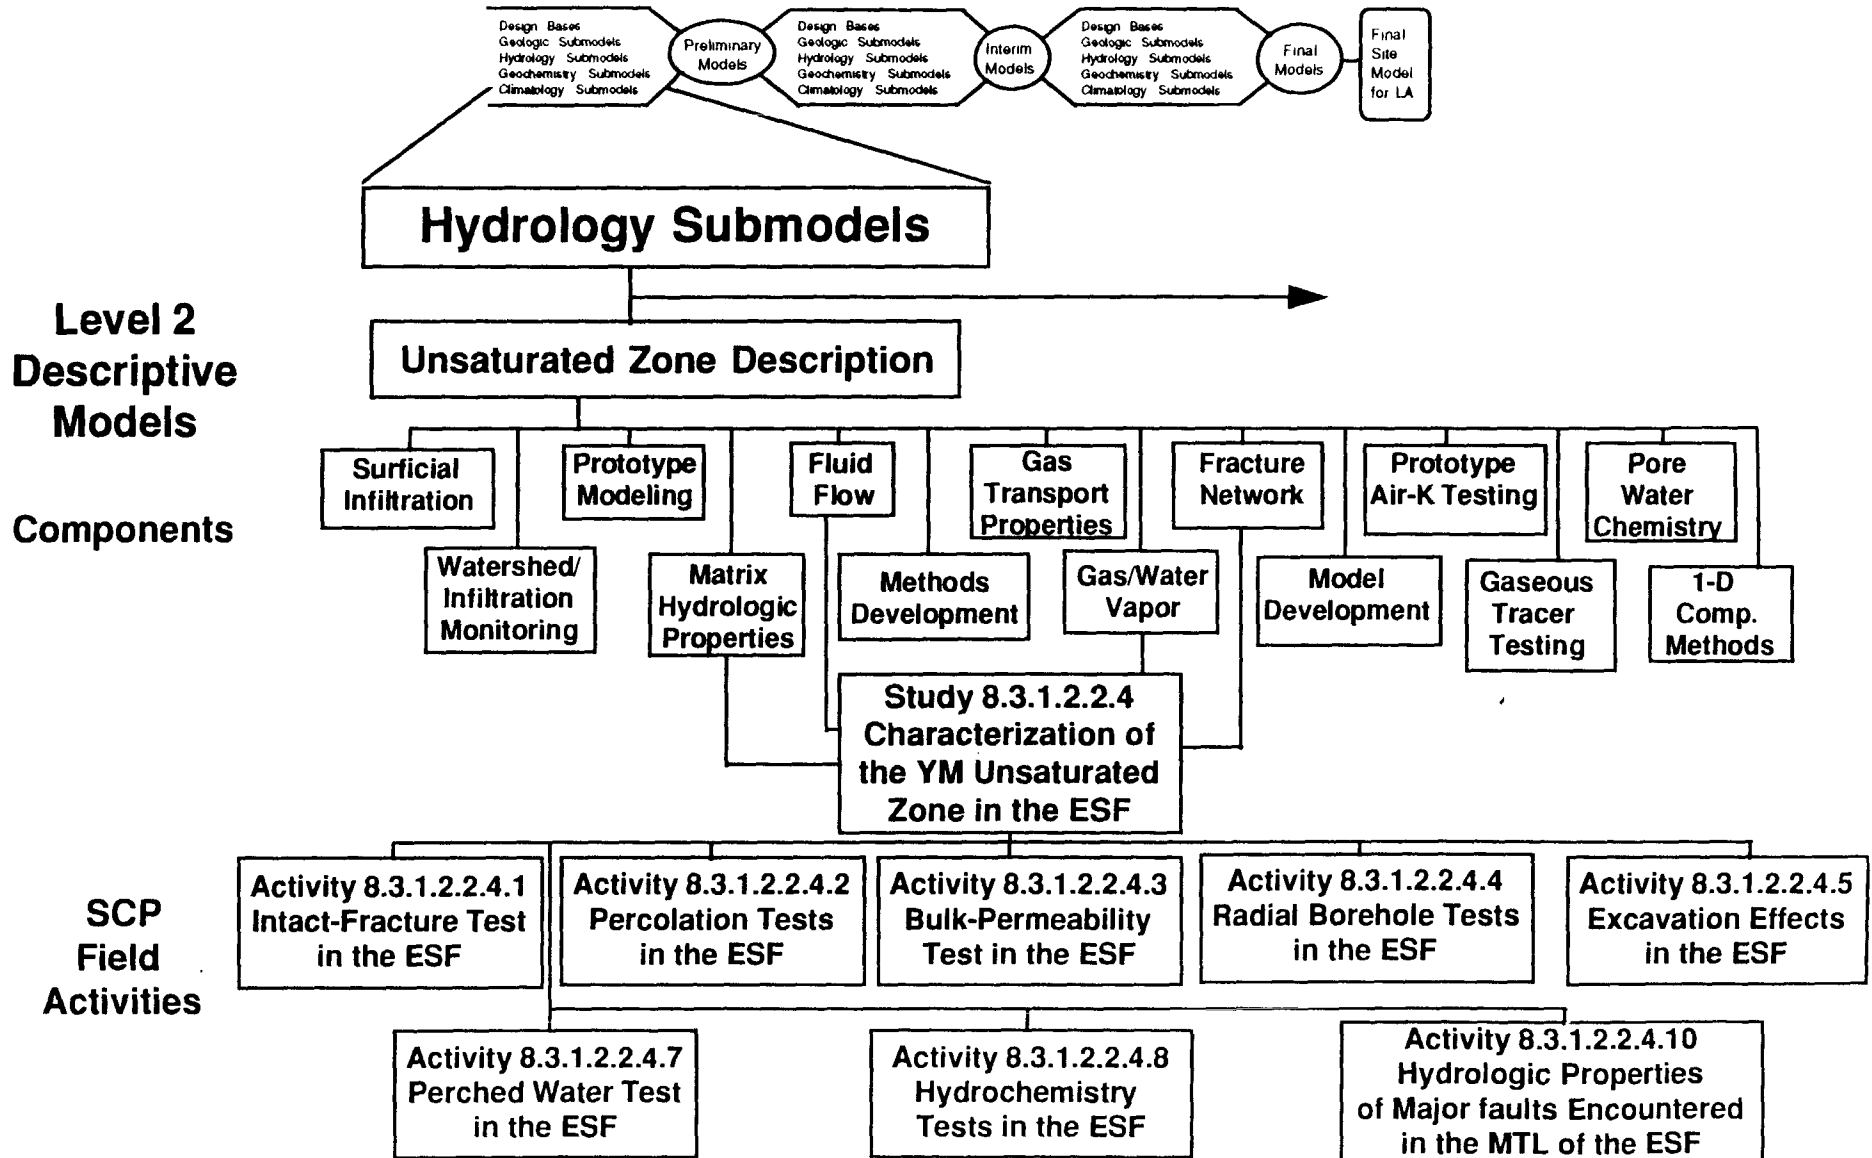 Design Bases
Geologic Submodels
Hydrology Submodels
Geochemistry Submodels
Climatology Submodels
Preliminary
Models
Design Bases
Geologic Submodels
Hydrology Submodels
Geochemistry Submodels
Climatology Submodels
Interim
Models
Design Bases
Geologic Submodels
Hydrology Submodels
Geochemistry Submodels
Climatology Submodels
Final
Models
Final
Site
Model
for LA
Hydrology Submodels
Level 2
Descriptive
Models
Unsaturated Zone Description
Components
Surficial
Infiltration
Prototype
Modeling
Fluid
Flow
Gas
Transport
Properties
Fracture
Network
Prototype
Air-K Testing
Pore
Water
Chemistry
Watershed/
Infiltration
Monitoring
Matrix
Hydrologic
Properties
Methods
Development
Gas/Water
Vapor
Model
Development
Gaseous
Tracer
Testing
1-D
Comp.
Methods
Study 8.3.1.2.2.4
Characterization of
the YM Unsaturated
Zone in the ESF
SCP
Field
Activities
Activity 8.3.1.2.2.4.1
Intact-Fracture Test
in the ESF
Activity 8.3.1.2.2.4.2
Percolation Tests
in the ESF
Activity 8.3.1.2.2.4.3
Bulk-Permeability
Test in the ESF
Activity 8.3.1.2.2.4.4
Radial Borehole Tests
in the ESF
Activity 8.3.1.2.2.4.5
Excavation Effects
in the ESF
Activity 8.3.1.2.2.4.7
Perched Water Test
in the ESF
Activity 8.3.1.2.2.4.8
Hydrochemistry
Tests in the ESF
Activity 8.3.1.2.2.4.10
Hydrologic Properties
of Major faults Encountered
in the MTL of the ESF